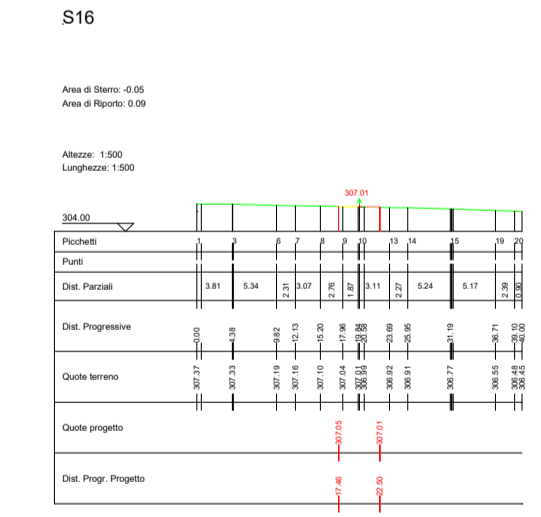 S16
Area di Sterro: -0.05
Area di Riporto: 0.09
Altezze: 1:500
Lunghezze: 1:500
307.01
304.00
Picchetti 1 3 6 7 8 9 10 13 14 15 19 20
Punti
Dist. Parziali 3.81 5.34 2.31 3.07 2.76 1.87 3.11 2.27 5.24 5.17 2.39 0.90
Dist. Progressive 0.00 4.38 9.82 12.13 15.20 17.96 19.84 20.58 23.69 25.95 31.19 36.71 39.10 40.00
Quote terreno 307.37 307.33 307.19 307.16 307.10 307.04 307.01 306.99 306.92 306.91 306.77 306.55 306.48 306.45
Quote progetto 307.05 307.01
Dist. Progr. Progetto 17.46 22.50